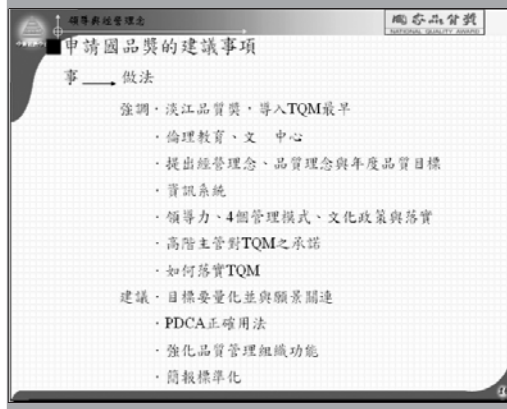 領導與經營理念
國家品質獎
NATIONAL QUALITY AWARD
■申請國品獎的建議事項
事 做法
強調·淡江品質獎·導入TQM最早
·倫理教育、文 中心
·提出經營理念、品質理念與年度品質目標
·資訊系統
·領導力、4個管理模式、文化政策與落實
·高階主管對TQM之承諾
·如何落實TQM
建議·目標要量化並與願景關連
·PDCA正確用法
·強化品質管理組織功能
·簡報標準化